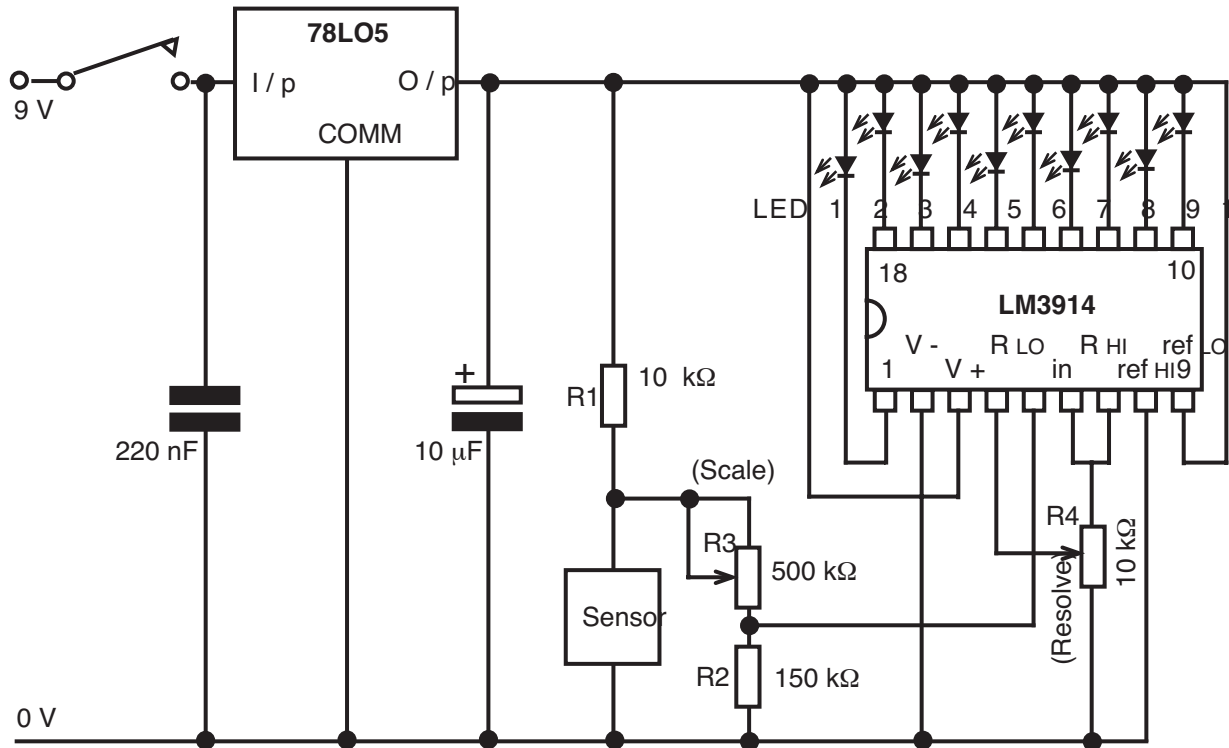 78LO5
I / p O / p
9 V
COMM
LED 1 2 3 4 5 6 7 8 9 1
18 10
LM3914
V - R LO R HI ref LO
1 V + in ref HI 9
R1 10 kΩ
+
220 nF
10 µF
(Scale)
R3
500 kΩ
R4
10 kΩ
(Resolve)
Sensor
R2 150 kΩ
0 V